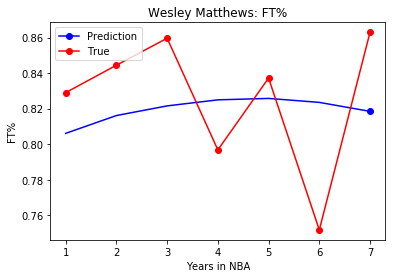 Wesley Matthews: FT%
Prediction
True
0.86
0.84
0.82
0.80
0.78
0.76
FT%
1 2 3 4 5 6 7
Years in NBA